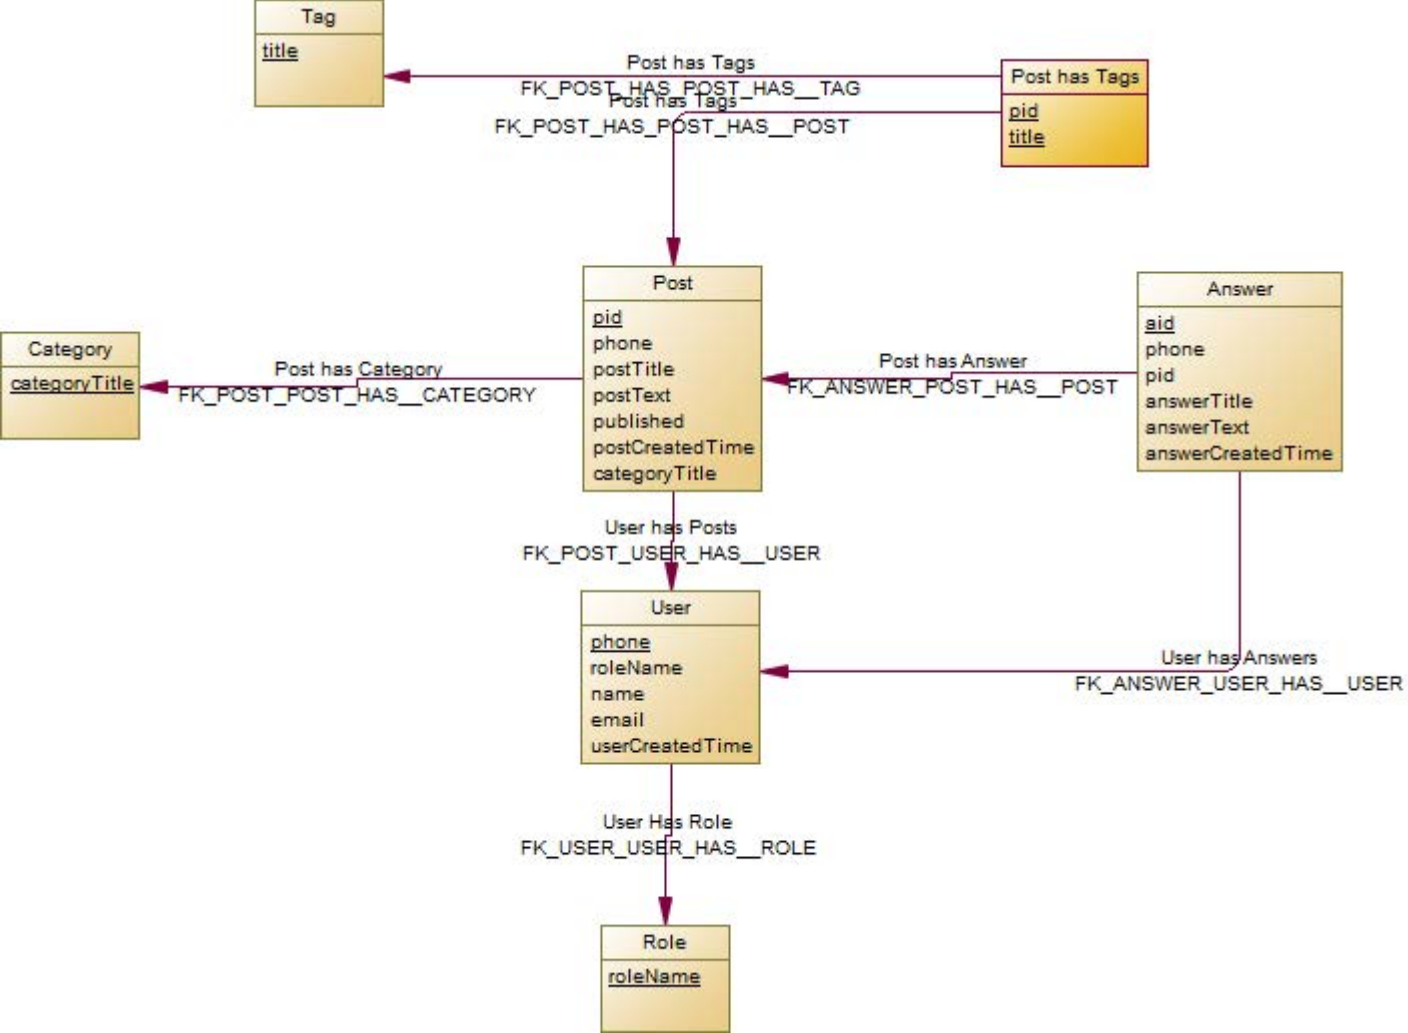 Tag
title
Post has Tags
FK_POST_HAS_POST_HAS__TAG
Post has Tags
FK_POST_HAS_POST_HAS__POST
Post has Tags
pid
title
Post
pid
phone
postTitle
postText
published
postCreatedTime
categoryTitle
Answer
aid
phone
pid
answerTitle
answerText
answerCreatedTime
Category
categoryTitle
Post has Category
FK_POST_POST_HAS__CATEGORY
Post has Answer
FK_ANSWER_POST_HAS__POST
User has Posts
FK_POST_USER_HAS__USER
User
phone
roleName
name
email
userCreatedTime
User has Answers
FK_ANSWER_USER_HAS__USER
User Has Role
FK_USER_USER_HAS__ROLE
Role
roleName